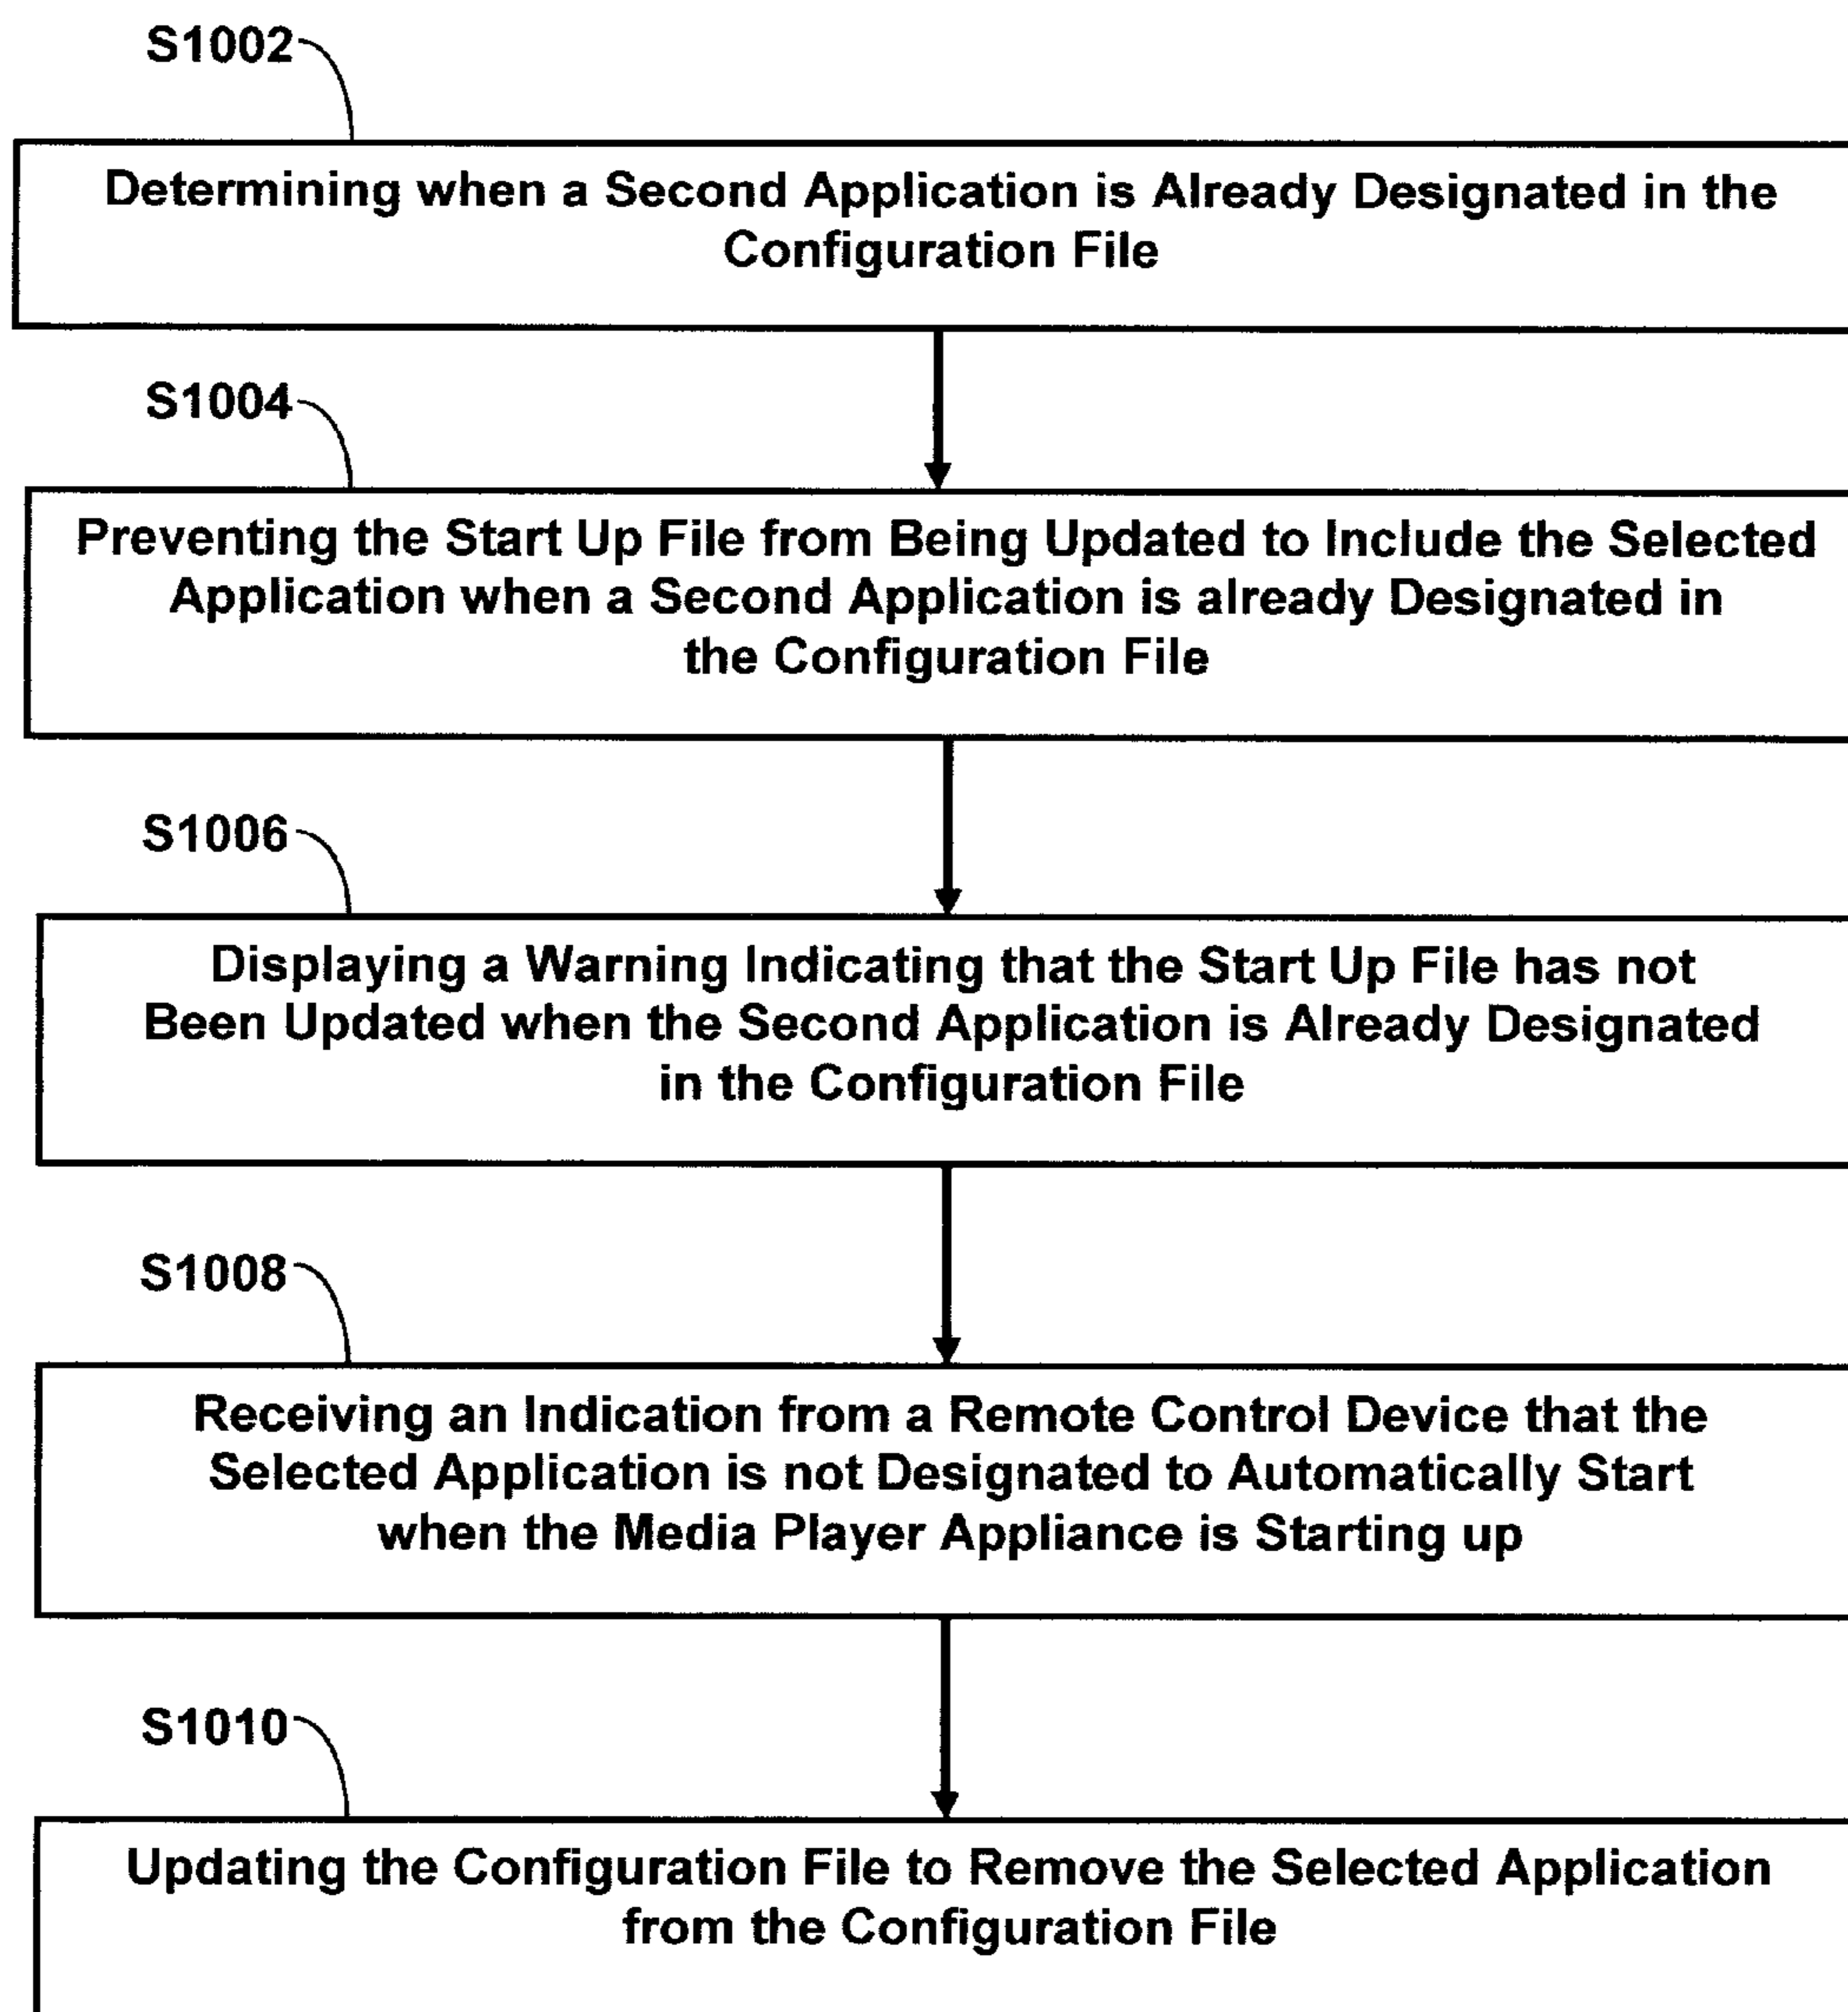 S1002
Determining when a Second Application is Already Designated in the
Configuration File
S1004
Preventing the Start Up File from Being Updated to Include the Selected
Application when a Second Application is already Designated in
the Configuration File
S1006
Displaying a Warning Indicating that the Start Up File has not
Been Updated when the Second Application is Already Designated
in the Configuration File
S1008
Receiving an Indication from a Remote Control Device that the
Selected Application is not Designated to Automatically Start
when the Media Player Appliance is Starting up
S1010
Updating the Configuration File to Remove the Selected Application
from the Configuration File